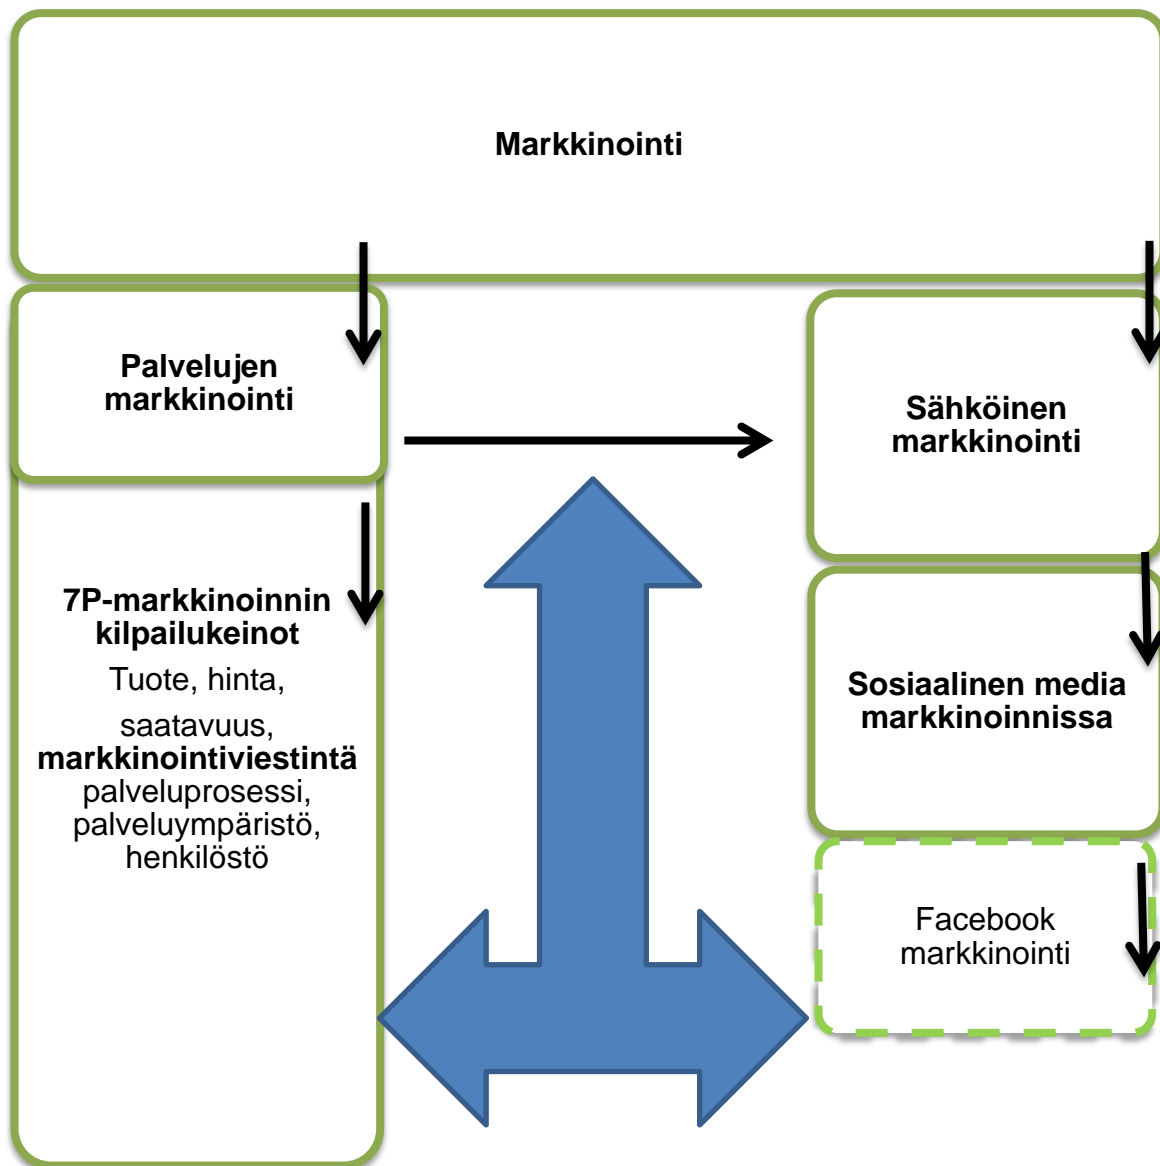 Markkinointi
Palvelujen
markkinointi
7P-markkinoinnin
kilpailukeinot
Tuote, hinta,
saatavuus,
markkinointiviestintä
palveluprosessi,
palveluympäristö,
henkilöstö
Sähköinen
markkinointi
Sosiaalinen media
markkinoinnissa
Facebook
markkinointi